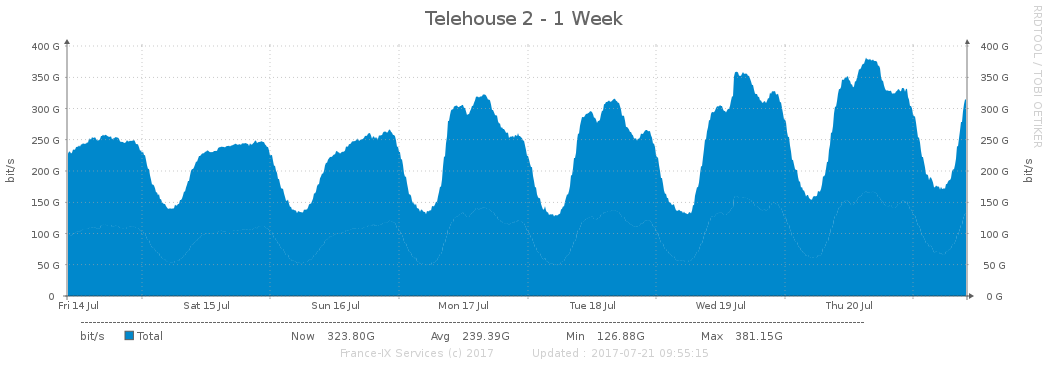 Telehouse 2 - 1 Week
RRDTOOL / TOBI OETIKER
400 G 400 G
350 G 350 G
300 G 300 G
250 G 250 G
200 G 200 G
150 G 150 G
100 G 100 G
50 G 50 G
0 0 G
bit/s
bit/s
Fri 14 Jul Sat 15 Jul Sun 16 Jul Mon 17 Jul Tue 18 Jul Wed 19 Jul Thu 20 Jul
bit/s Total Now 323.80G Avg 239.39G Min 126.88G Max 381.15G
France-IX Services (c) 2017 Updated : 2017-07-21 09:55:15